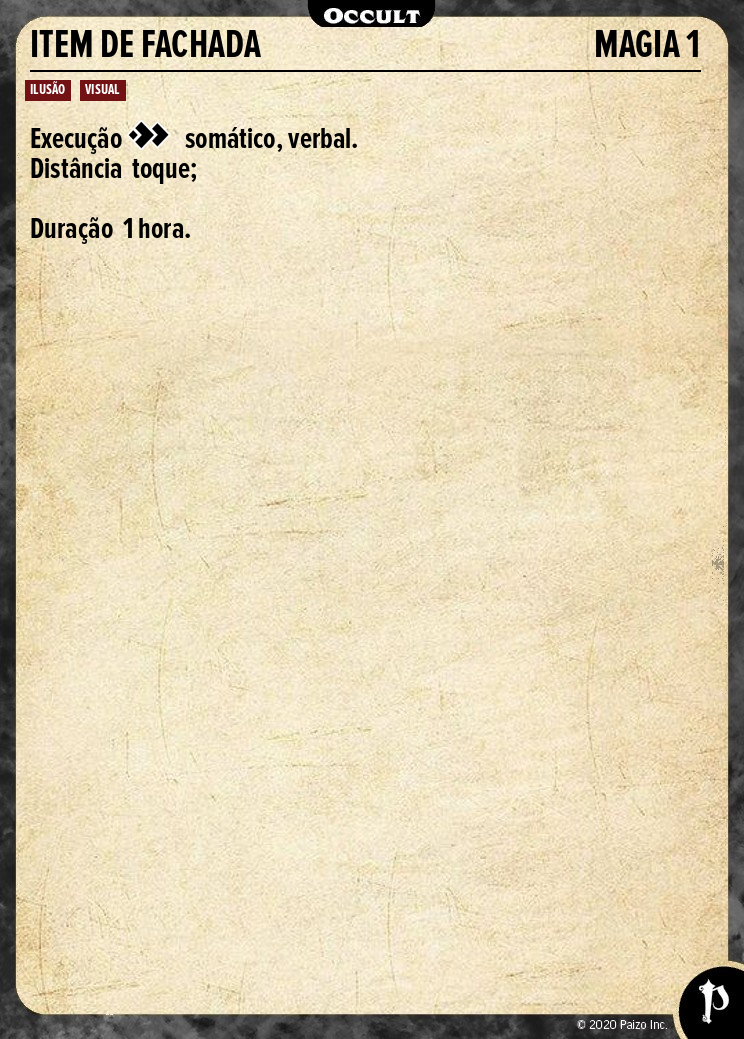 OCCULT
ITEM DE FACHADA MAGIA 1
ILUSÃO VISUAL
Execução somático, verbal.
Distância toque;
Duração 1 hora.
© 2020 Paizo Inc.
P